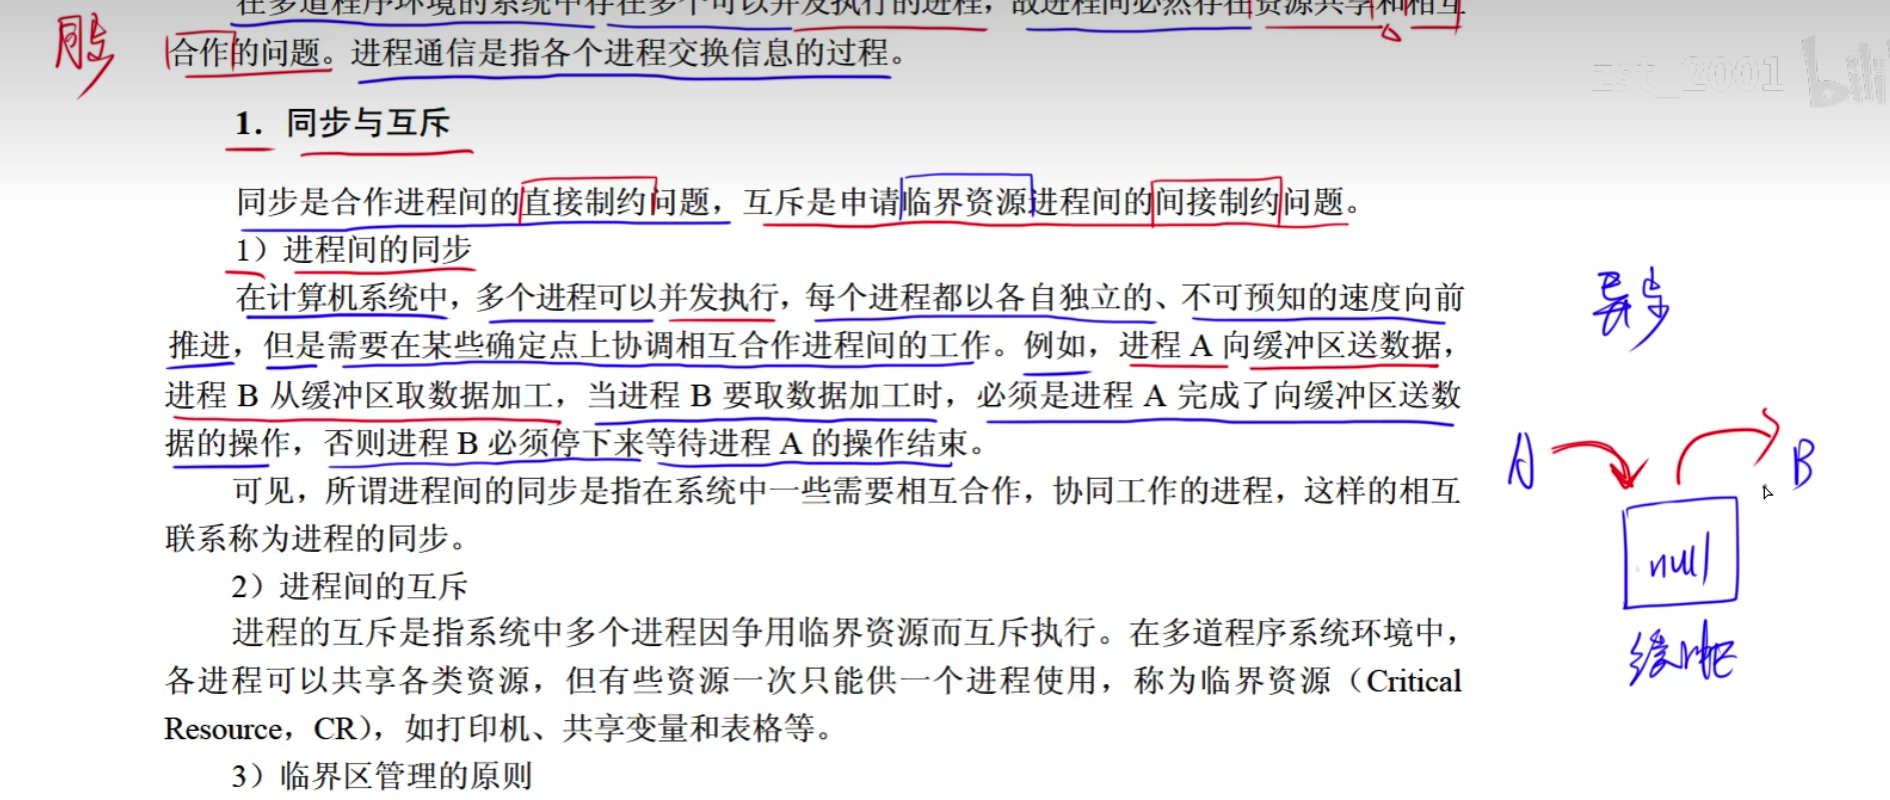 在多道程序环境的系统中存在多个可以并发执行的进程，故进程间必然存在资源共享和相互
合作的问题。进程通信是指各个进程交换信息的过程。
同步
zst_2001 bili
1. 同步与互斥
同步是合作进程间的直接制约问题，互斥是申请临界资源进程间的间接制约问题。
1）进程间的同步
在计算机系统中，多个进程可以并发执行，每个进程都以各自独立的、不可预知的速度向前
推进，但是需要在某些确定点上协调相互合作进程间的工作。例如，进程 A 向缓冲区送数据，
进程 B 从缓冲区取数据加工，当进程 B 要取数据加工时，必须是进程 A 完成了向缓冲区送数
据的操作，否则进程 B 必须停下来等待进程 A 的操作结束。
可见，所谓进程间的同步是指在系统中一些需要相互合作，协同工作的进程，这样的相互
联系称为进程的同步。
2）进程间的互斥
进程的互斥是指系统中多个进程因争用临界资源而互斥执行。在多道程序系统环境中，
各进程可以共享各类资源，但有些资源一次只能供一个进程使用，称为临界资源（Critical
Resource，CR），如打印机、共享变量和表格等。
3）临界区管理的原则
异步
A
B
null
缓冲区